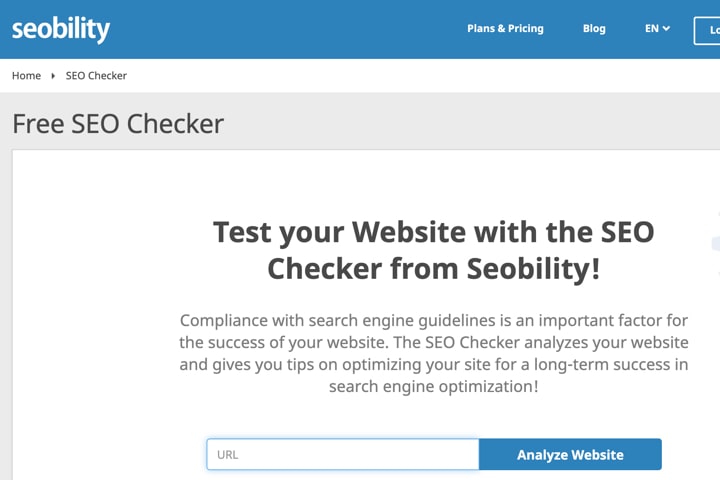 seobility
Plans & Pricing
Blog
EN
Lo
Home
SEO Checker
Free SEO Checker
Test your Website with the SEO
Checker from Seobility!
Compliance with search engine guidelines is an important factor for
the success of your website. The SEO Checker analyzes your website
and gives you tips on optimizing your site for a long-term success in
search engine optimization!
URL
Analyze Website